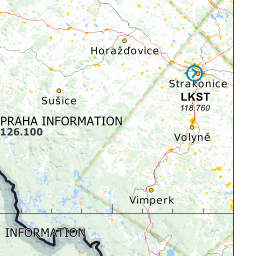 Horažďovice
Strakonice
LKST
118.760
Sušice
PRAHA INFORMATION
126.100
Volyně
Vimperk
INFORMATION